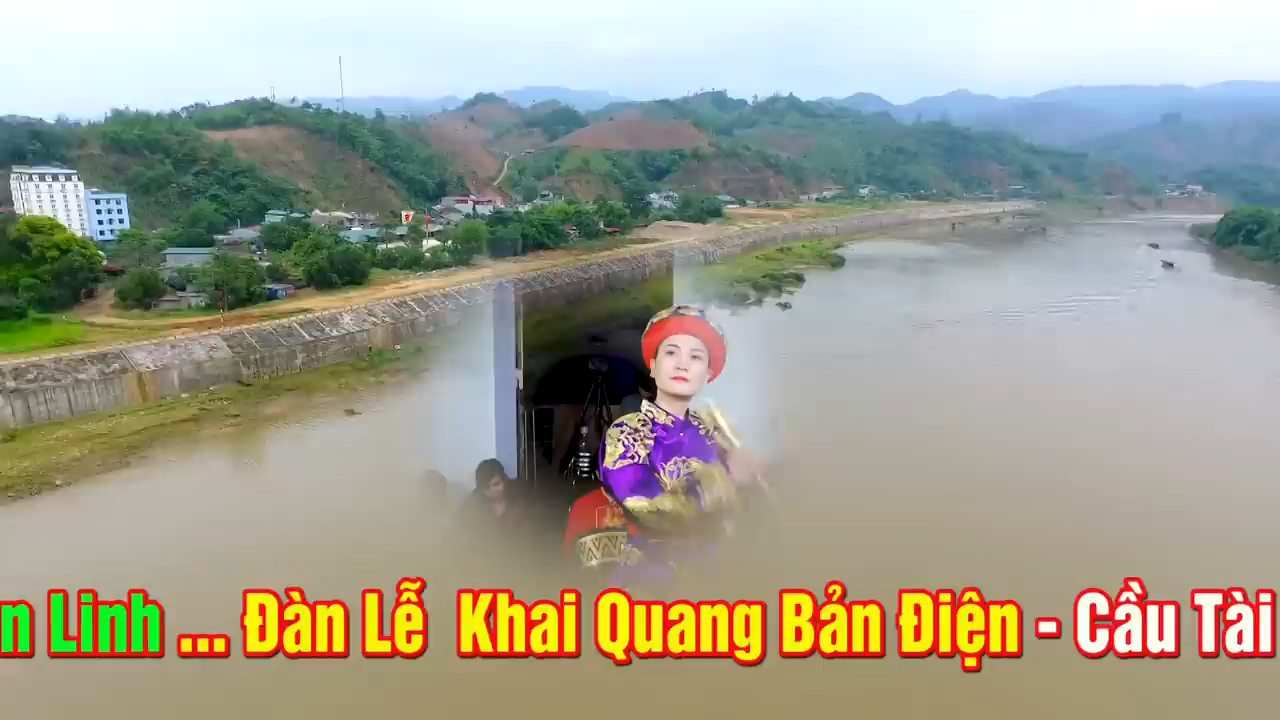 n Linh ... Đàn Lễ Khai Quang Bản Điện - Cầu Tài